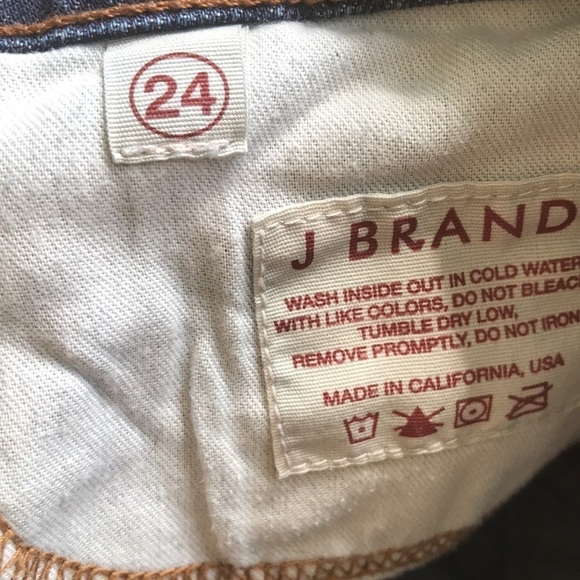 24
J BRAND
WASH INSIDE OUT IN COLD WATER
WITH LIKE COLORS, DO NOT BLEACH
TUMBLE DRY LOW,
REMOVE PROMPTLY, DO NOT IRON
MADE IN CALIFORNIA, USA